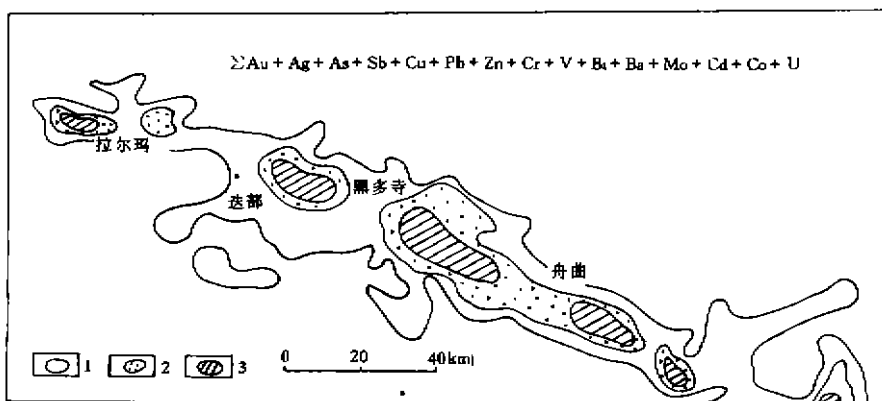 ΣAu + Ag + As + Sb + Cu + Pb + Zn + Cr + V + Bi + Ba + Mo + Cd + Co + U
拉尔玛
迭部
黑多寺
舟曲
1 2 3
0 20 40km